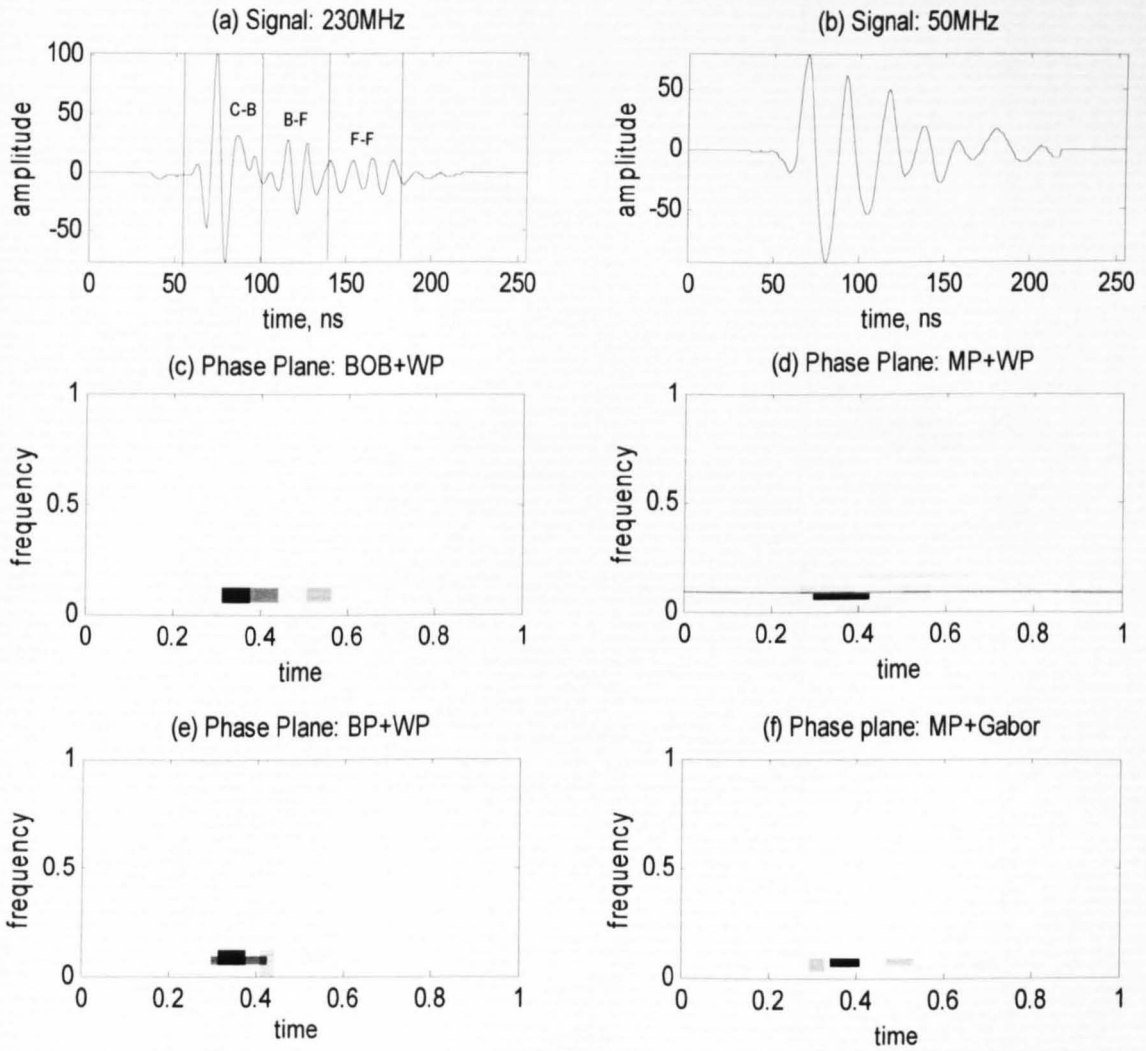 (a) Signal: 230MHz
100
50
0
-50
amplitude
C-B
B-F
F-F
0 50 100 150 200 250
time, ns
(b) Signal: 50MHz
50
0
-50
amplitude
0 50 100 150 200 250
time, ns
(c) Phase Plane: BOB+WP
1
0.5
0
frequency
0 0.2 0.4 0.6 0.8 1
time
(d) Phase Plane: MP+WP
1
0.5
0
frequency
0 0.2 0.4 0.6 0.8 1
time
(e) Phase Plane: BP+WP
1
0.5
0
frequency
0 0.2 0.4 0.6 0.8 1
time
(f) Phase plane: MP+Gabor
1
0.5
0
frequency
0 0.2 0.4 0.6 0.8 1
time